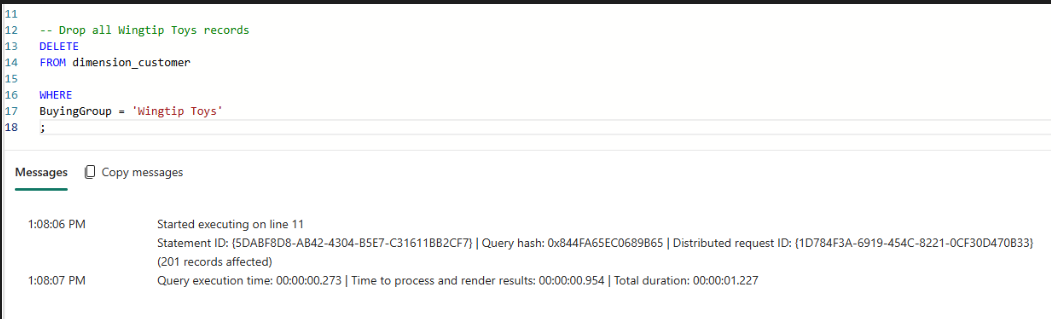 11
12 -- Drop all Wingtip Toys records
13 DELETE
14 FROM dimension_customer
15
16 WHERE
17 BuyingGroup = 'Wingtip Toys'
18 ;
Messages Copy messages
1:08:06 PM Started executing on line 11
Statement ID: {5DABF8D8-AB42-4304-B5E7-C31611BB2CF7} | Query hash: 0x844FA65EC0689B65 | Distributed request ID: {1D784F3A-6919-454C-8221-0CF30D470B33}
(201 records affected)
1:08:07 PM Query execution time: 00:00:00.273 | Time to process and render results: 00:00:00.954 | Total duration: 00:00:01.227